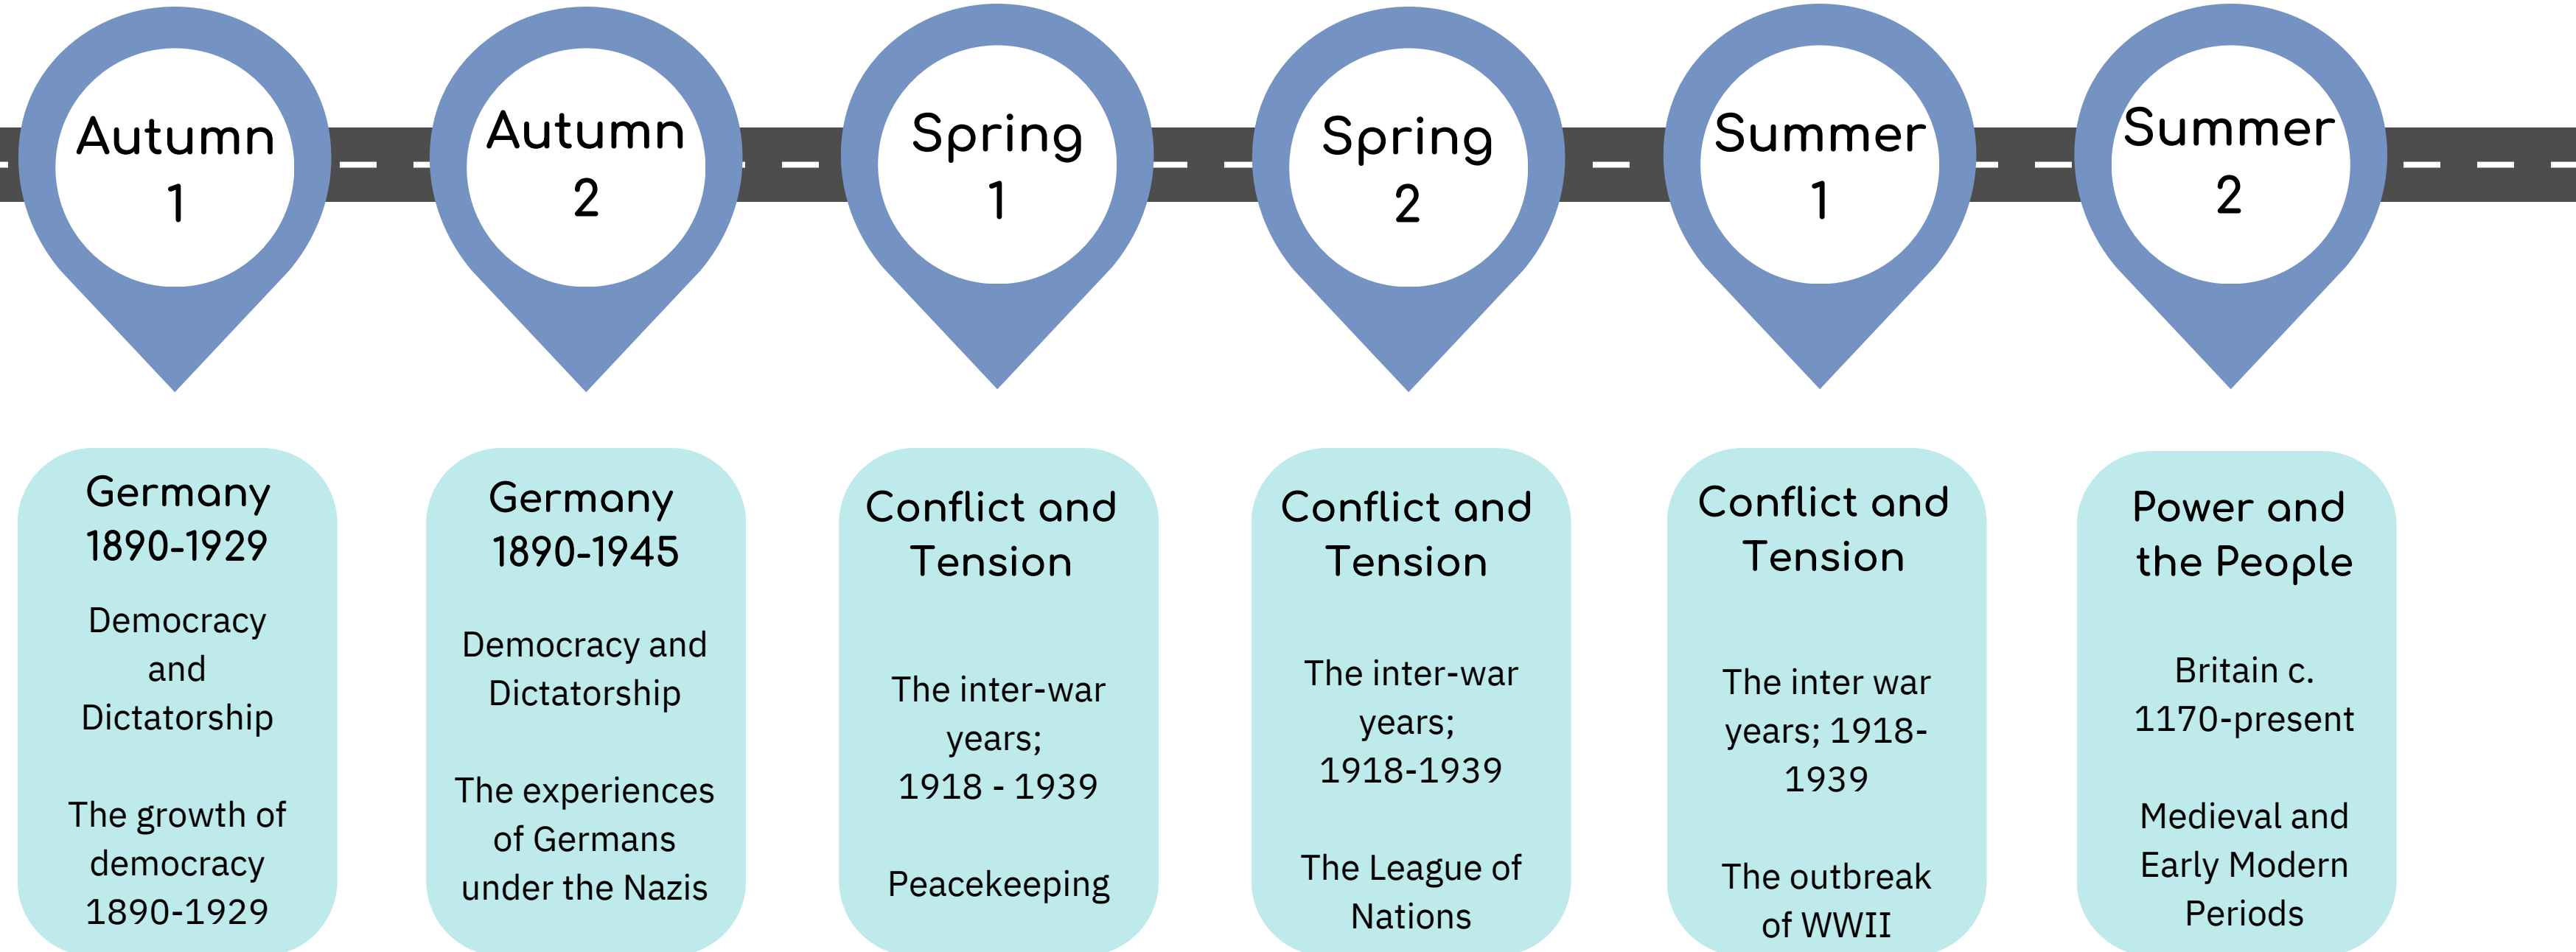 Autumn
1
Autumn
2
Spring
1
Spring
2
Summer
1
Summer
2
Germany
1890-1929
Democracy
and
Dictatorship
The growth of
democracy
1890-1929
Germany
1890-1945
Democracy and
Dictatorship
The experiences
of Germans
under the Nazis
Conflict and
Tension
The inter-war
years;
1918 - 1939
Peacekeeping
Conflict and
Tension
The inter-war
years;
1918-1939
The League of
Nations
Conflict and
Tension
The inter war
years; 1918-
1939
The outbreak
of WWII
Power and
the People
Britain c.
1170-present
Medieval and
Early Modern
Periods